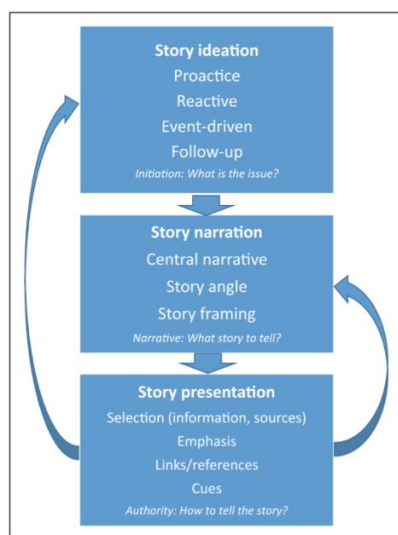 Story ideation
Proactice
Reactive
Event-driven
Follow-up
Initiation: What is the issue?
Story narration
Central narrative
Story angle
Story framing
Narrative: What story to tell?
Story presentation
Selection (information, sources)
Emphasis
Links/references
Cues
Authority: How to tell the story?